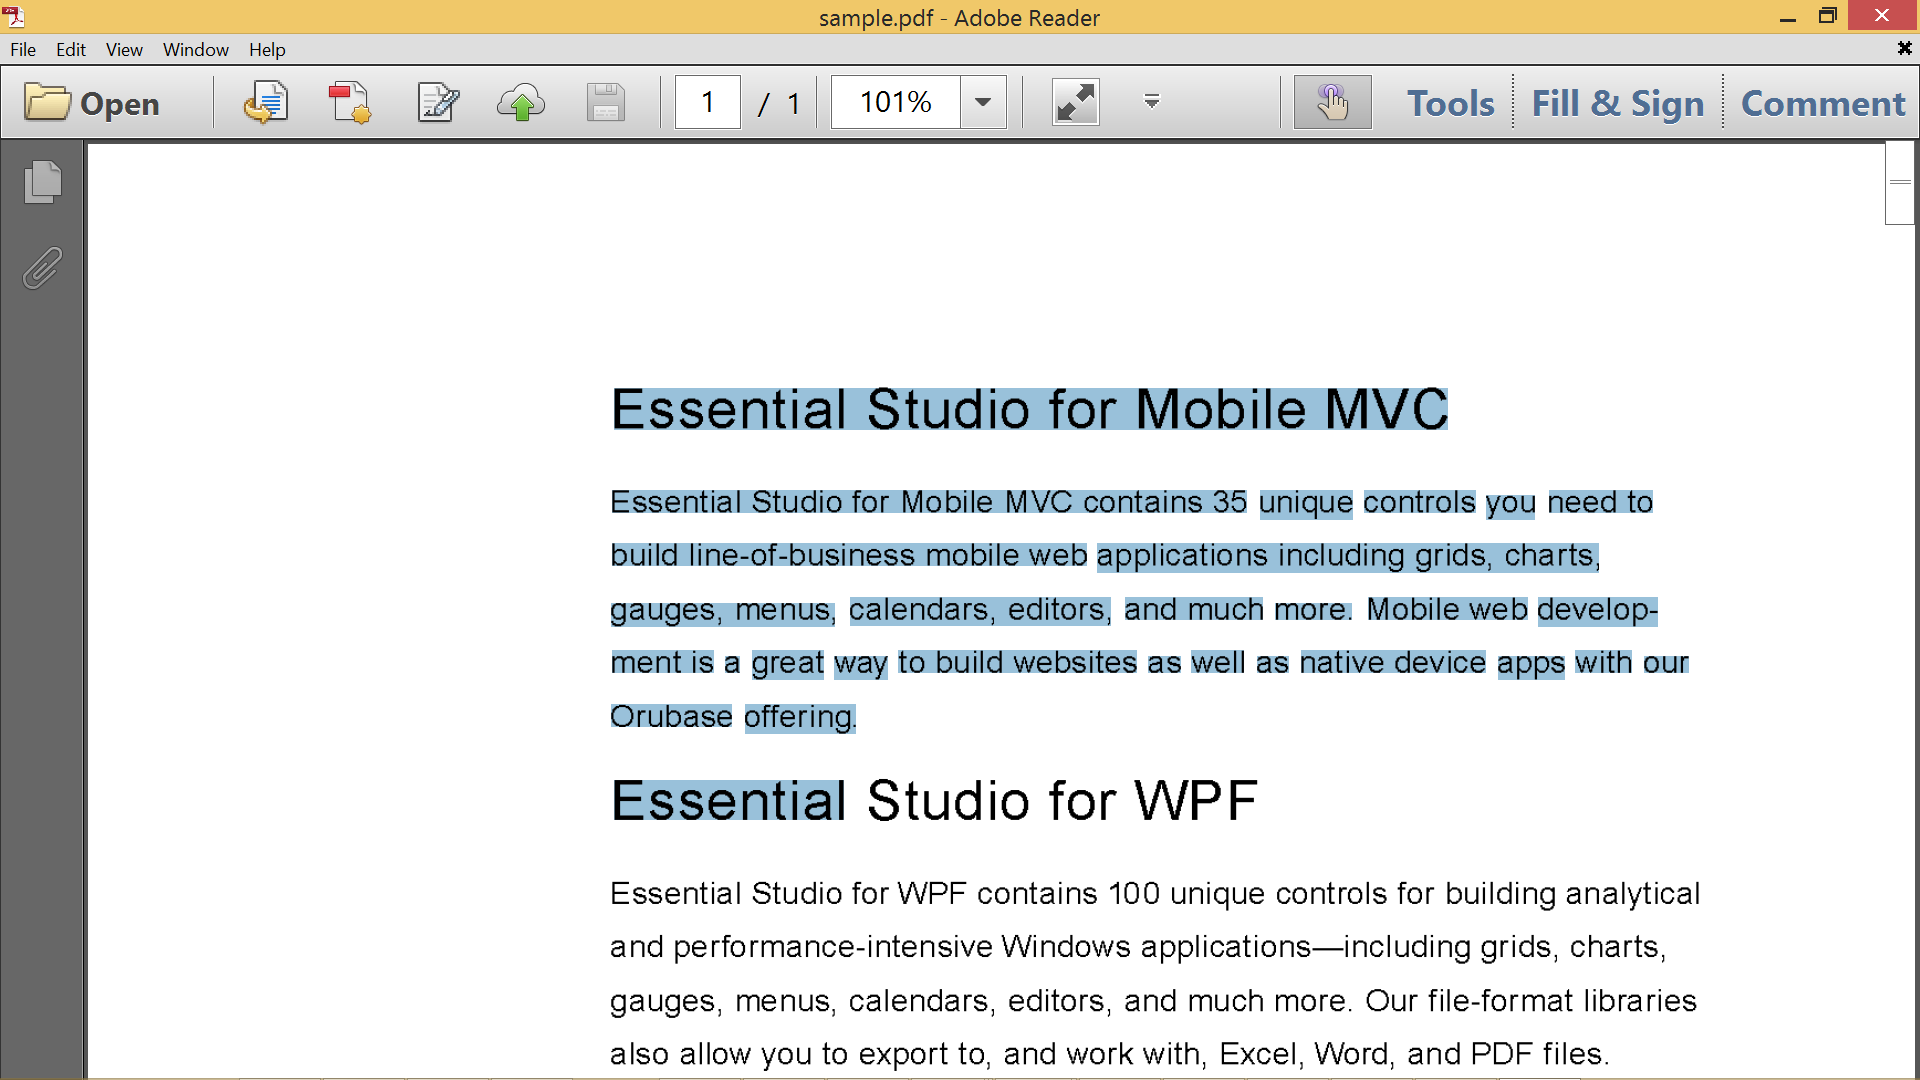 sample.pdf - Adobe Reader
File Edit View Window Help
Open 1 / 1 101% Tools Fill & Sign Comment
Essential Studio for Mobile MVC
Essential Studio for Mobile MVC contains 35 unique controls you need to
build line-of-business mobile web applications including grids, charts,
gauges, menus, calendars, editors, and much more. Mobile web develop-
ment is a great way to build websites as well as native device apps with our
Orubase offering.
Essential Studio for WPF
Essential Studio for WPF contains 100 unique controls for building analytical
and performance-intensive Windows applications—including grids, charts,
gauges, menus, calendars, editors, and much more. Our file-format libraries
also allow you to export to, and work with, Excel, Word, and PDF files.